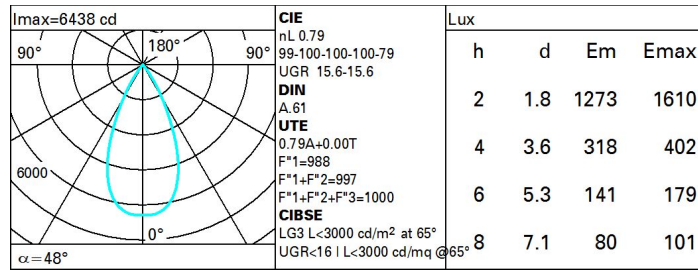 Imax=6438 cd
90° 180° 90°
6000
0°
α=48°
CIE
nL 0.79
99-100-100-100-79
UGR 15.6-15.6
DIN
A.61
UTE
0.79A+0.00T
F"1=988
F"1+F"2=997
F"1+F"2+F"3=1000
CIBSE
LG3 L<3000 cd/m² at 65°
UGR<16 | L<3000 cd/mq @65°
Lux
h d Em Emax
2 1.8 1273 1610
4 3.6 318 402
6 5.3 141 179
8 7.1 80 101